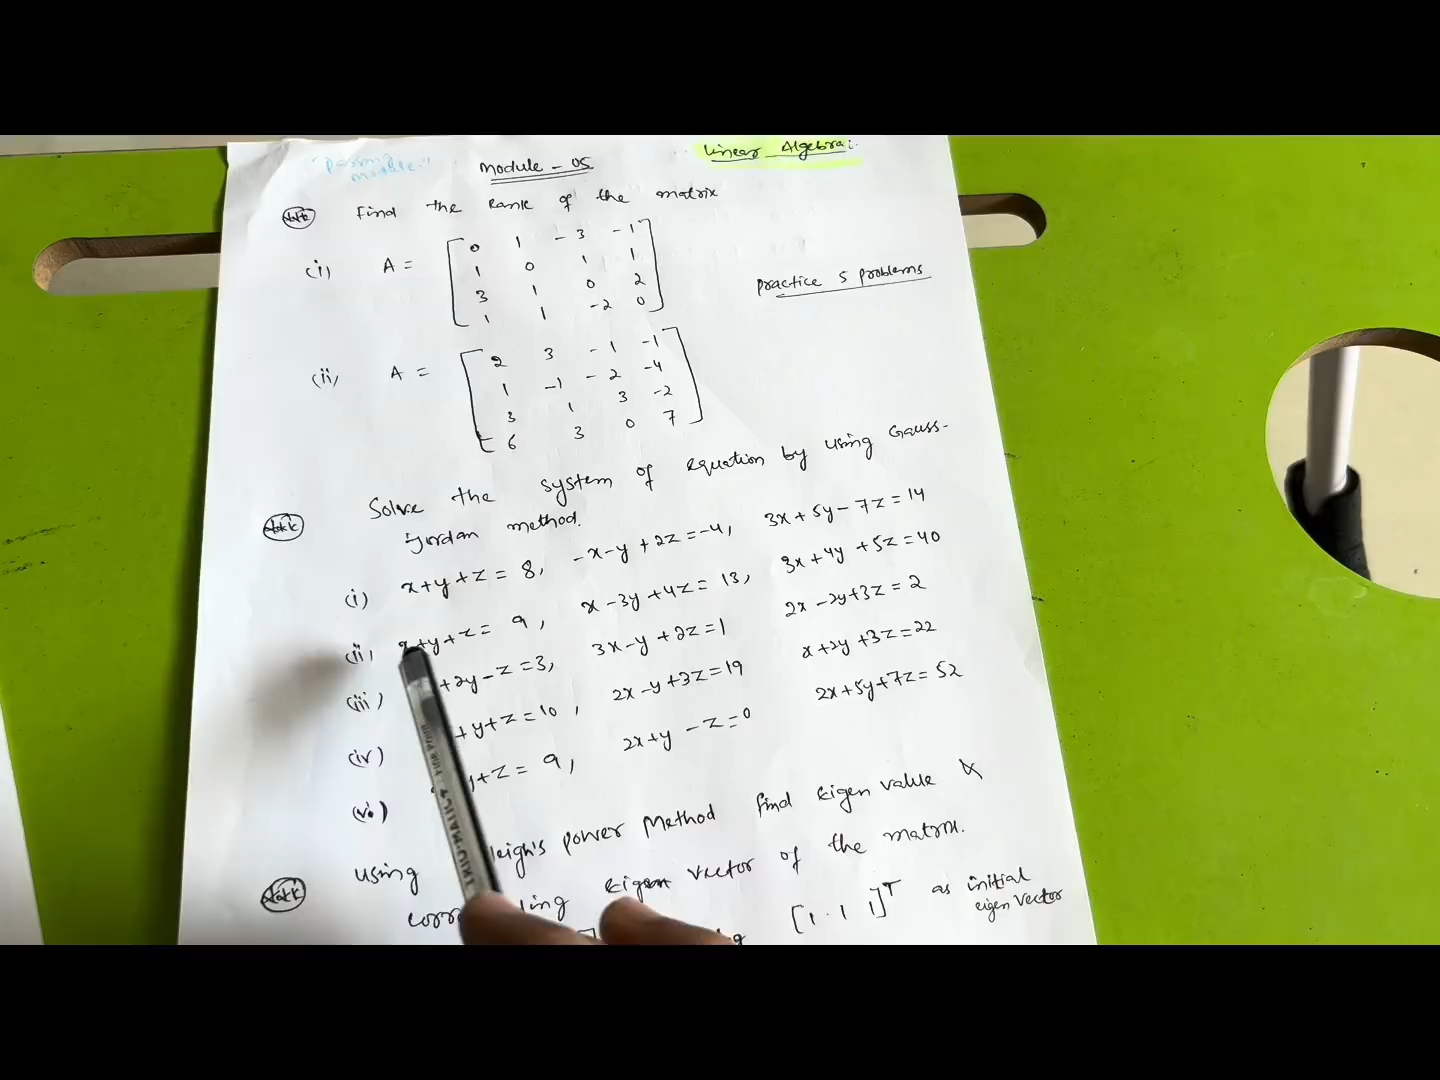 "passing module"
Module - 05
Linear Algebra:
Find the Rank of the matrix
(i) A = [0 1 -3 -1
1 0 1 1
3 1 0 2
1 1 -2 0]
Practice 5 problems
(ii) A = [2 3 -1 -1
1 -1 -2 -4
3 1 3 -2
6 3 0 7]
Solve the system of equation by using Gauss-
Jordan method.
(i) x+y+z = 8, -x-y+2z=-4, 3x+5y-7z=14
(ii) x+y+z= 9, x-3y+4z=13, 3x+4y+5z=40
(iii) +2y-z=3, 3x-y+2z=1 2x-2y+3z=2
(iv) +y+z=10, 2x-y+3z=19 x+2y+3z=22
(v) y+z= 9, 2x+y-z=0 2x+5y+7z=52
using leigh's power Method find Eigen value &
corr ding eigen vector of the matrix.
[1 1 1]ᵀ as initial
eigen vector